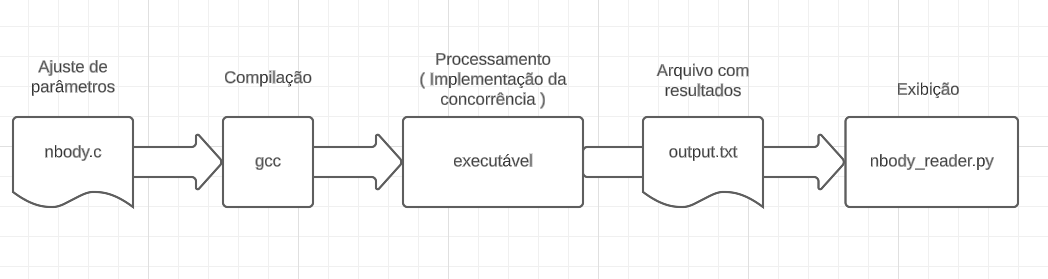 Ajuste de
parâmetros
nbody.c
Compilação
gcc
Processamento
( Implementação da
concorrência )
executável
Arquivo com
resultados
output.txt
Exibição
nbody_reader.py